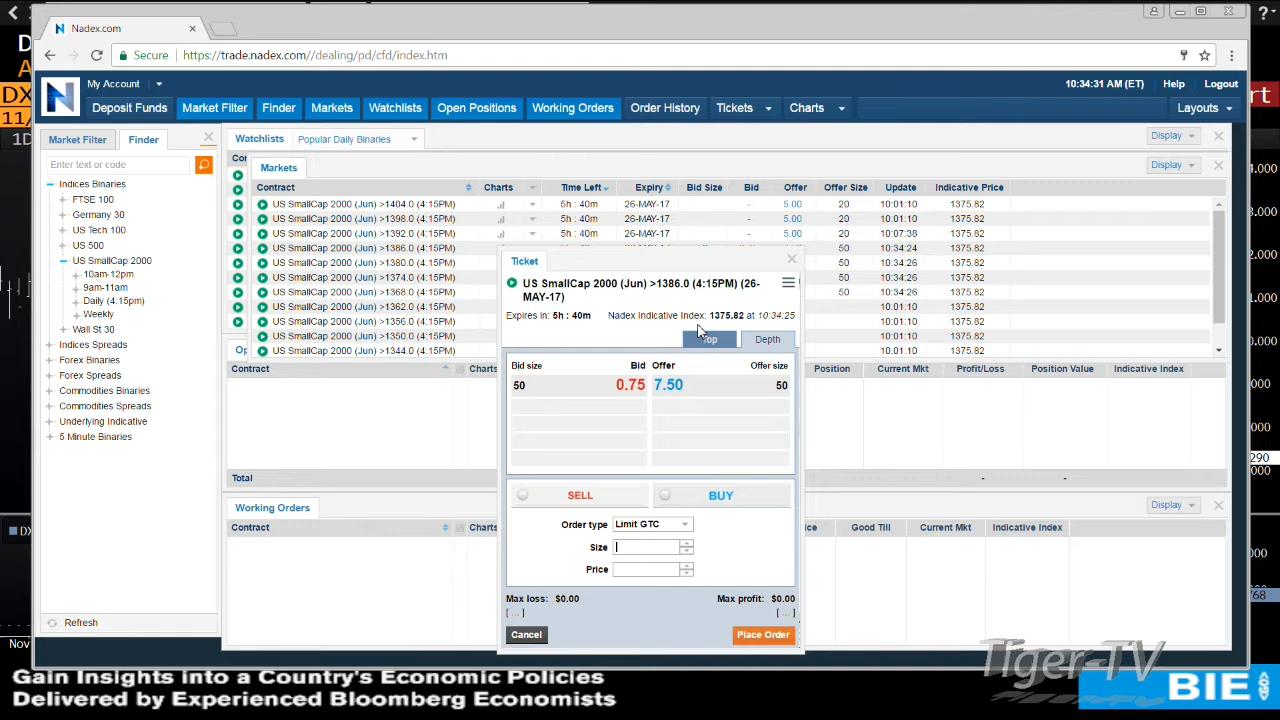 Nadex.com
Secure https://trade.nadex.com//dealing/pd/cfd/index.htm
My Account
10:34:31 AM (ET) Help Logout
Deposit Funds Market Filter Finder Markets Watchlists Open Positions Working Orders Order History Tickets Charts Layouts
Market Filter Finder
Enter text or code
Indices Binaries
FTSE 100
Germany 30
US Tech 100
US 500
US SmallCap 2000
10am-12pm
9am-11am
Daily (4:15pm)
Weekly
Wall St 30
Indices Spreads
Forex Binaries
Forex Spreads
Commodities Binaries
Commodities Spreads
Underlying Indicative
5 Minute Binaries
Refresh
Watchlists Popular Daily Binaries Display
Markets Display
Contract Charts Time Left Expiry Bid Size Bid Offer Offer Size Update Indicative Price
US SmallCap 2000 (Jun) >1404.0 (4:15PM) 5h : 40m 26-MAY-17 - 5.00 20 10:01:10 1375.82
US SmallCap 2000 (Jun) >1398.0 (4:15PM) 5h : 40m 26-MAY-17 - 5.00 20 10:07:38 1375.82
US SmallCap 2000 (Jun) >1392.0 (4:15PM) 5h : 40m 26-MAY-17 - 5.00 20 10:01:10 1375.82
US SmallCap 2000 (Jun) >1386.0 (4:15PM) 50 10:34:24 1375.82
US SmallCap 2000 (Jun) >1380.0 (4:15PM) 50 10:34:26 1375.82
US SmallCap 2000 (Jun) >1374.0 (4:15PM) 50 10:34:26 1375.82
US SmallCap 2000 (Jun) >1368.0 (4:15PM) 50 10:34:26 1375.82
US SmallCap 2000 (Jun) >1362.0 (4:15PM) 10:01:10 1375.82
US SmallCap 2000 (Jun) >1356.0 (4:15PM) 10:01:10 1375.82
US SmallCap 2000 (Jun) >1350.0 (4:15PM) 10:01:10 1375.82
US SmallCap 2000 (Jun) >1344.0 (4:15PM) 10:01:10 1375.82
Contract Charts Position Current Mkt Profit/Loss Position Value Indicative Index
Total - -
Working Orders Display
Contract Charts Good Till Current Mkt Indicative Index
Ticket
US SmallCap 2000 (Jun) >1386.0 (4:15PM) (26-
MAY-17)
Expires in: 5h : 40m Nadex Indicative Index: 1375.82 at 10:34:25
Top Depth
Bid size Bid Offer Offer size
50 0.75 7.50 50
SELL BUY
Order type Limit GTC
Size
Price
Max loss: $0.00 Max profit: $0.00
[ ... ] [ ... ]
Cancel Place Order
Gain Insights into a Country's Economic Policies
Delivered by Experienced Bloomberg Economists
Tiger-TV
BIE